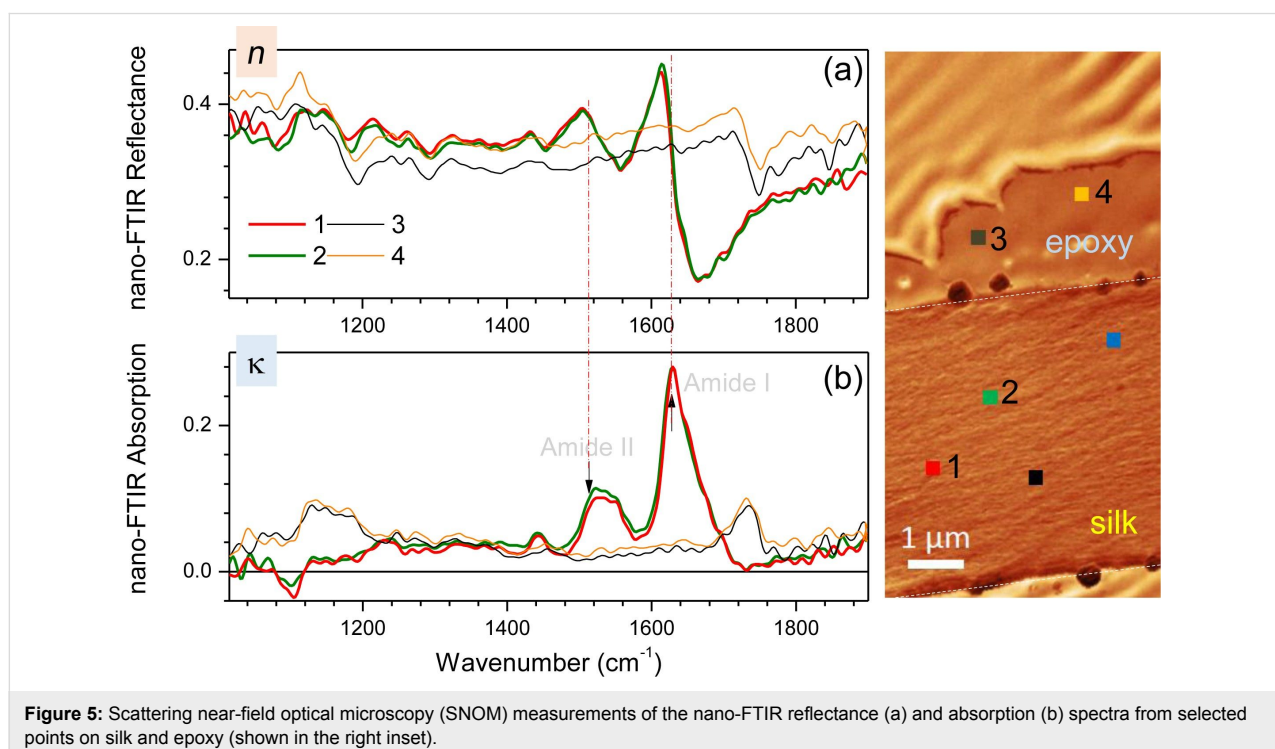 n
(a)
nano-FTIR Reflectance
0.4
0.2
1 3
2 4
1200 1400 1600 1800
κ
(b)
nano-FTIR Absorption
0.2
0.0
Amide I
Amide II
1200 1400 1600 1800
Wavenumber (cm⁻¹)
4
3
epoxy
2
1
silk
1 μm
Figure 5: Scattering near-field optical microscopy (SNOM) measurements of the nano-FTIR reflectance (a) and absorption (b) spectra from selected
points on silk and epoxy (shown in the right inset).